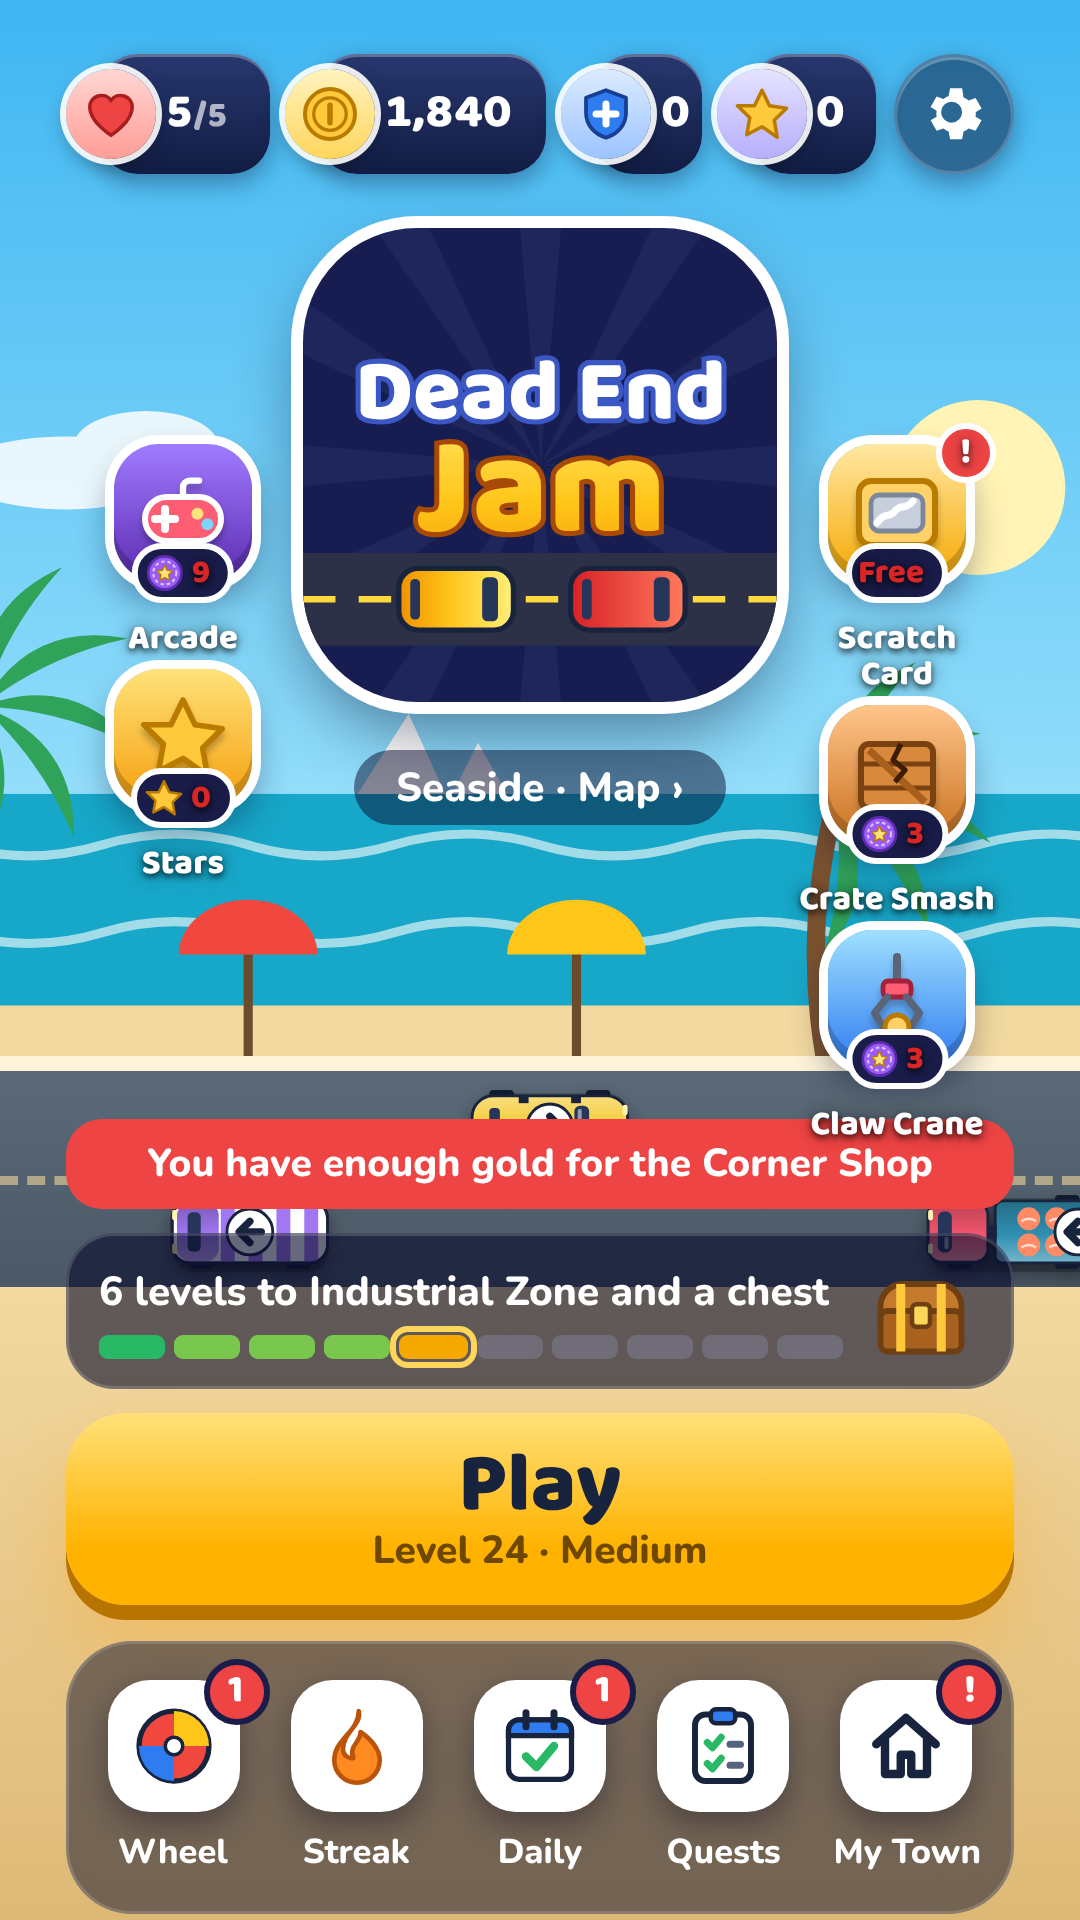 5/5
1,840
0
0
Dead End
Jam
!
9
Free
Arcade
Scratch
Card
0
Seaside · Map ›
3
Stars
Crate Smash
3
Claw Crane
You have enough gold for the Corner Shop
6 levels to Industrial Zone and a chest
Play
Level 24 · Medium
1
1
!
Wheel
Streak
Daily
Quests
My Town